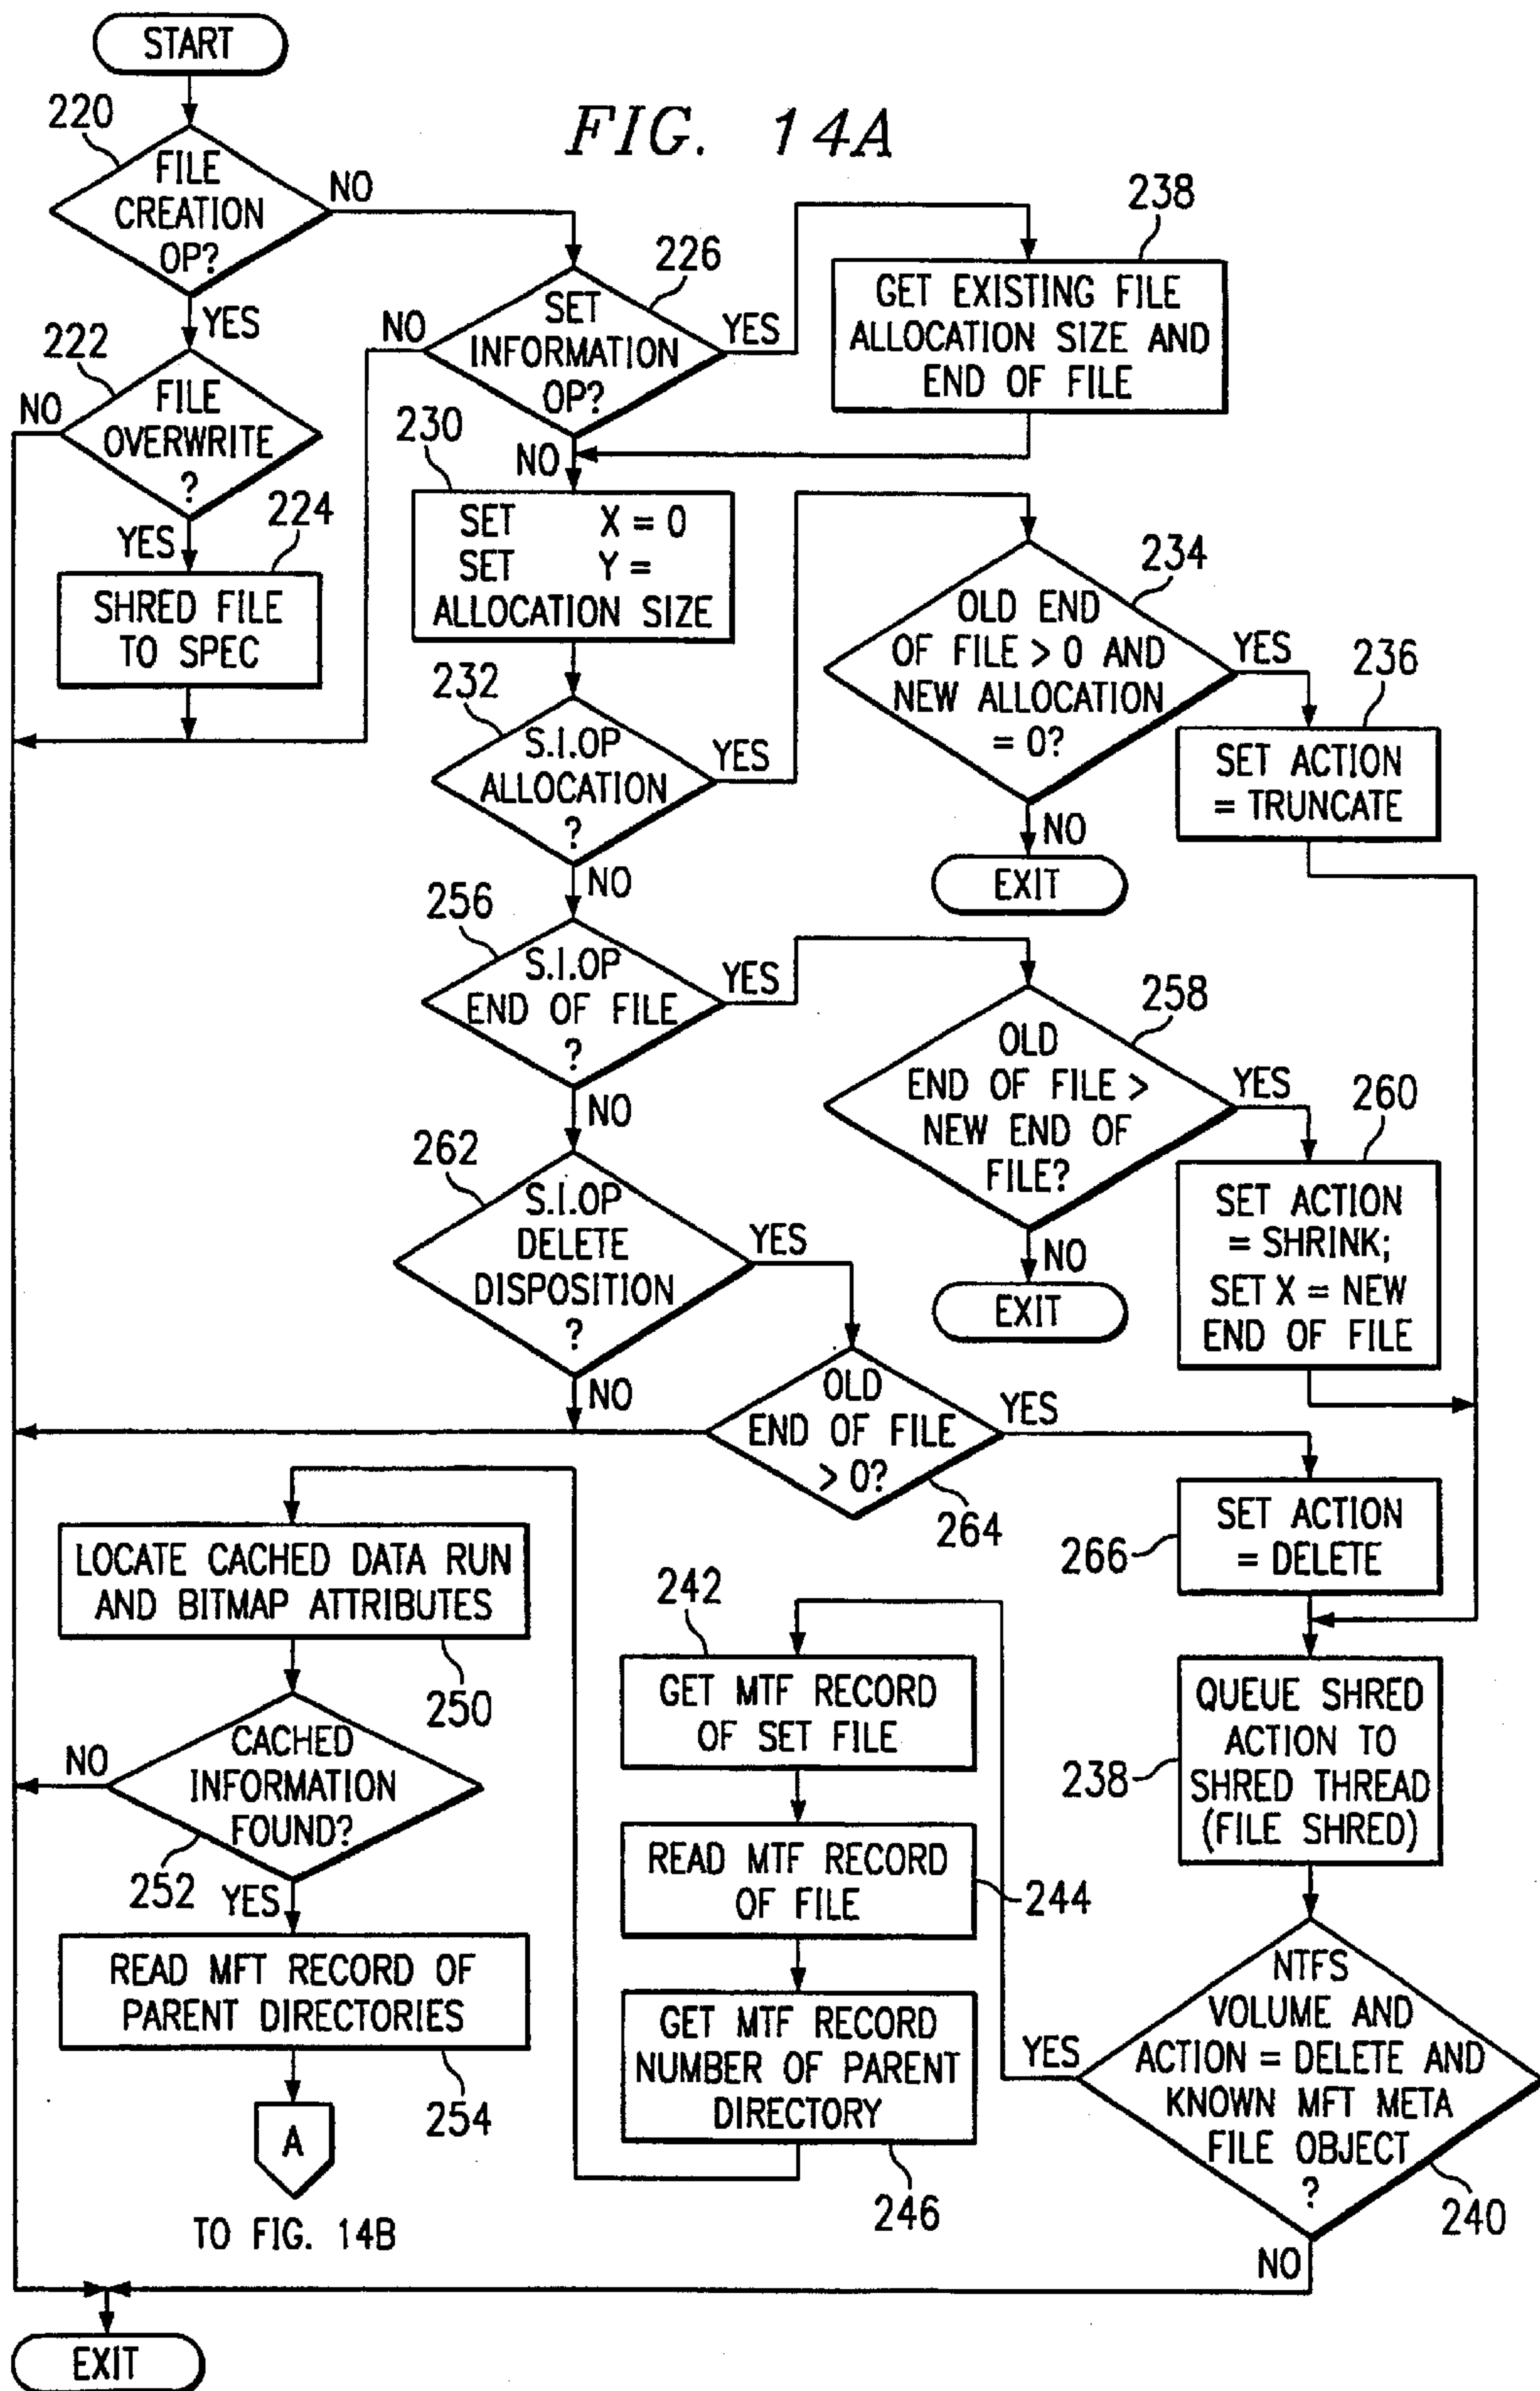 START
FIG. 14A
220
FILE
CREATION
OP?
NO
YES
238
GET EXISTING FILE
ALLOCATION SIZE AND
END OF FILE
226
SET
INFORMATION
OP?
NO
YES
NO
222
FILE
OVERWRITE
?
NO
YES
224
SHRED FILE
TO SPEC
230
SET X = 0
SET Y =
ALLOCATION SIZE
232
S.I.OP
ALLOCATION
?
YES
NO
234
OLD END
OF FILE > 0 AND
NEW ALLOCATION
= 0?
YES
NO
EXIT
236
SET ACTION
= TRUNCATE
256
S.I.OP
END OF FILE
?
YES
NO
258
OLD
END OF FILE >
NEW END OF
FILE?
YES
NO
EXIT
260
SET ACTION
= SHRINK;
SET X = NEW
END OF FILE
262
S.I.OP
DELETE
DISPOSITION
?
YES
NO
OLD
END OF FILE
> 0?
YES
264
266
SET ACTION
= DELETE
LOCATE CACHED DATA RUN
AND BITMAP ATTRIBUTES
250
CACHED
INFORMATION
FOUND?
NO
252
YES
READ MFT RECORD OF
PARENT DIRECTORIES
254
A
TO FIG. 14B
242
GET MTF RECORD
OF SET FILE
READ MTF RECORD
OF FILE
244
GET MTF RECORD
NUMBER OF PARENT
DIRECTORY
246
QUEUE SHRED
ACTION TO
SHRED THREAD
(FILE SHRED)
238
NTFS
VOLUME AND
ACTION = DELETE AND
KNOWN MFT META
FILE OBJECT
?
YES
240
NO
EXIT